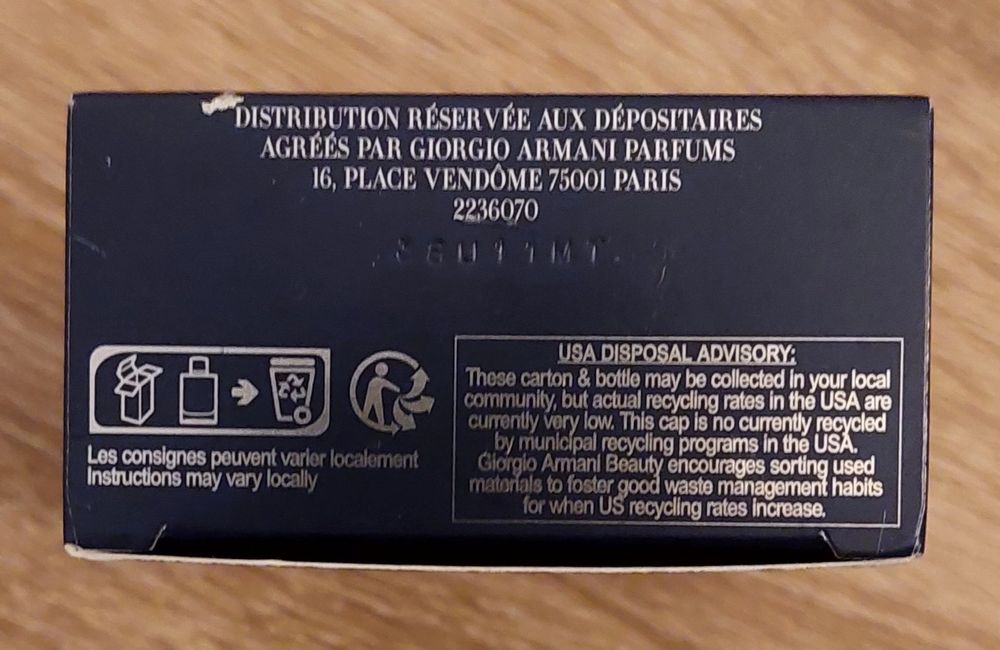 DISTRIBUTION RÉSERVÉE AUX DÉPOSITAIRES
AGRÉÉS PAR GIORGIO ARMANI PARFUMS
16, PLACE VENDÔME 75001 PARIS
2236070
Les consignes peuvent varier localement
Instructions may vary locally
USA DISPOSAL ADVISORY:
These carton & bottle may be collected in your local
community, but actual recycling rates in the USA are
currently very low. This cap is no currently recycled
by municipal recycling programs in the USA.
Giorgio Armani Beauty encourages sorting used
materials to foster good waste management habits
for when US recycling rates increase.